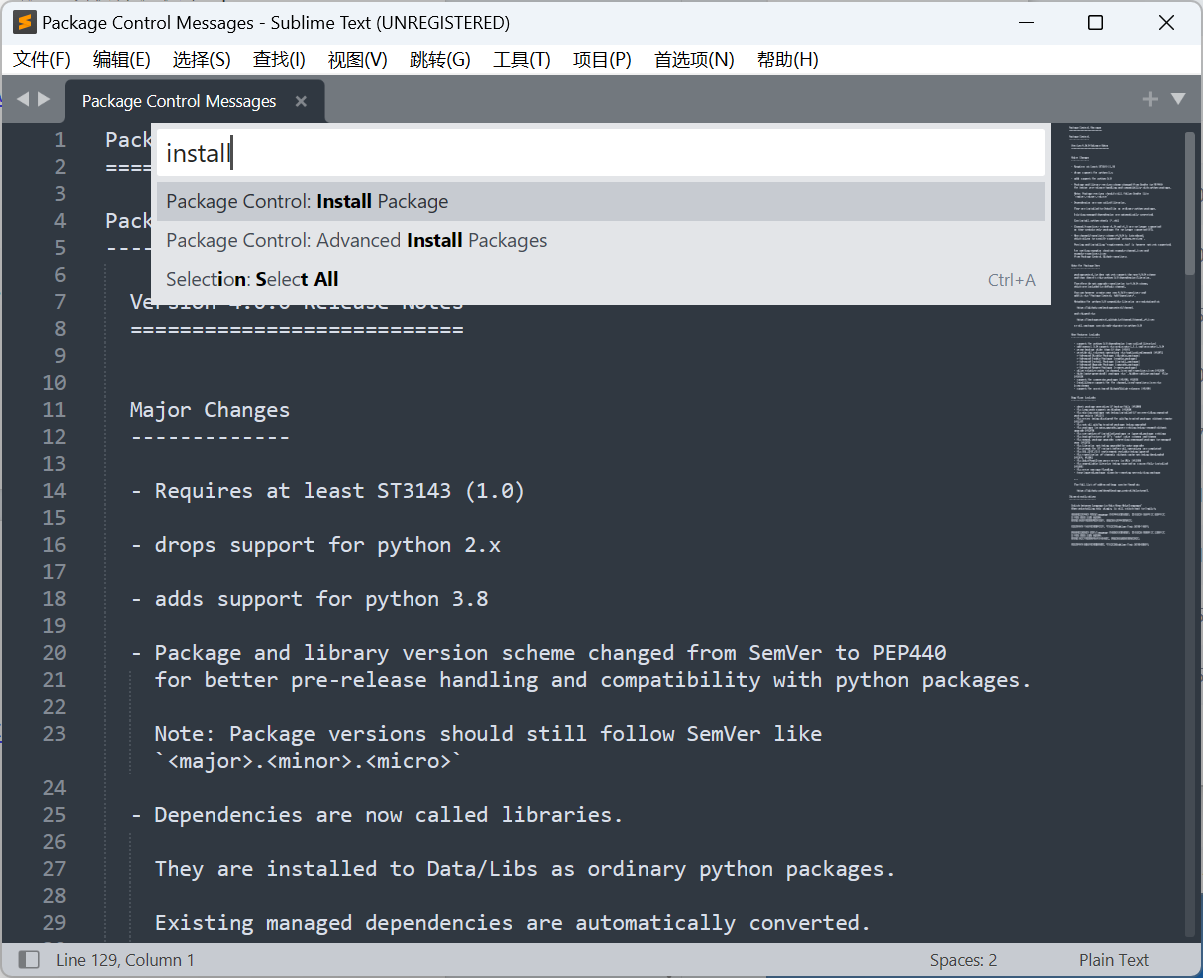 Package Control Messages - Sublime Text (UNREGISTERED)
文件(F) 编辑(E) 选择(S) 查找(I) 视图(V) 跳转(G) 工具(T) 项目(P) 首选项(N) 帮助(H)
Package Control Messages
install
Package Control: Install Package
Package Control: Advanced Install Packages
Selection: Select All Ctrl+A
1 Pack
2 ====
3
4 Pack
5 ----
6
7 Version 4.0.0 Release Notes
8 ===========================
9
10
11 Major Changes
12 -------------
13
14 - Requires at least ST3143 (1.0)
15
16 - drops support for python 2.x
17
18 - adds support for python 3.8
19
20 - Package and library version scheme changed from SemVer to PEP440
21 for better pre-release handling and compatibility with python packages.
22
23 Note: Package versions should still follow SemVer like
`<major>.<minor>.<micro>`
24
25 - Dependencies are now called libraries.
26
27 They are installed to Data/Libs as ordinary python packages.
28
29 Existing managed dependencies are automatically converted.
Line 129, Column 1 Spaces: 2 Plain Text